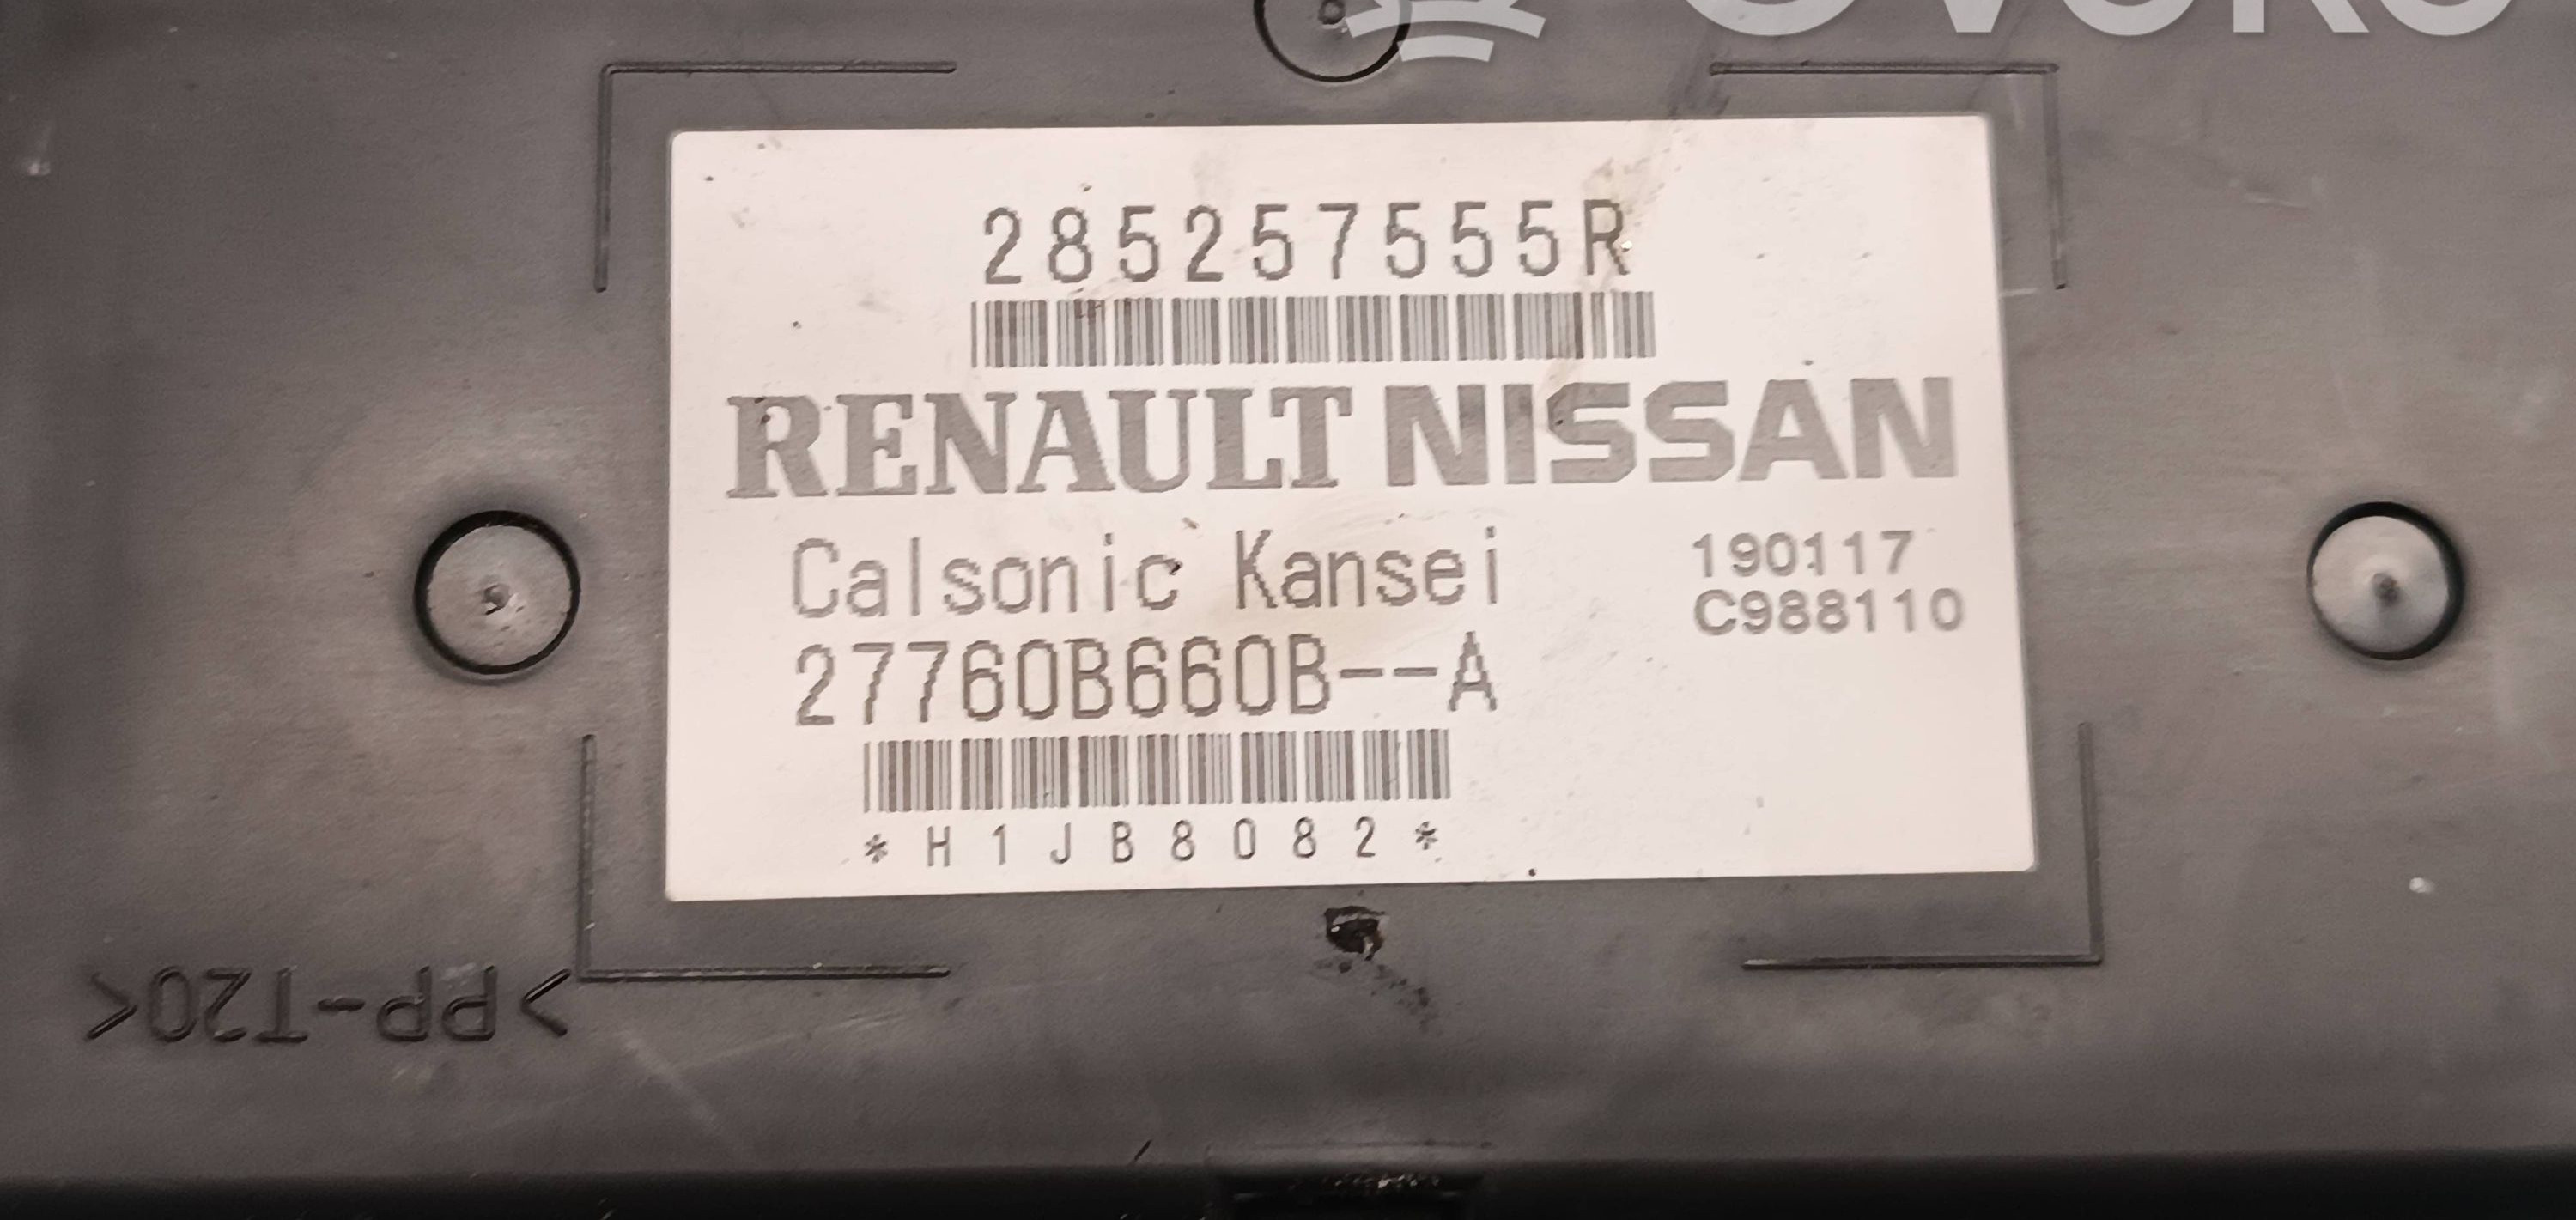 285257555R
RENAULT NISSAN
Calsonic Kansei
190117
C988110
27760B660B--A
*H1JB8082*
>PP-T20<